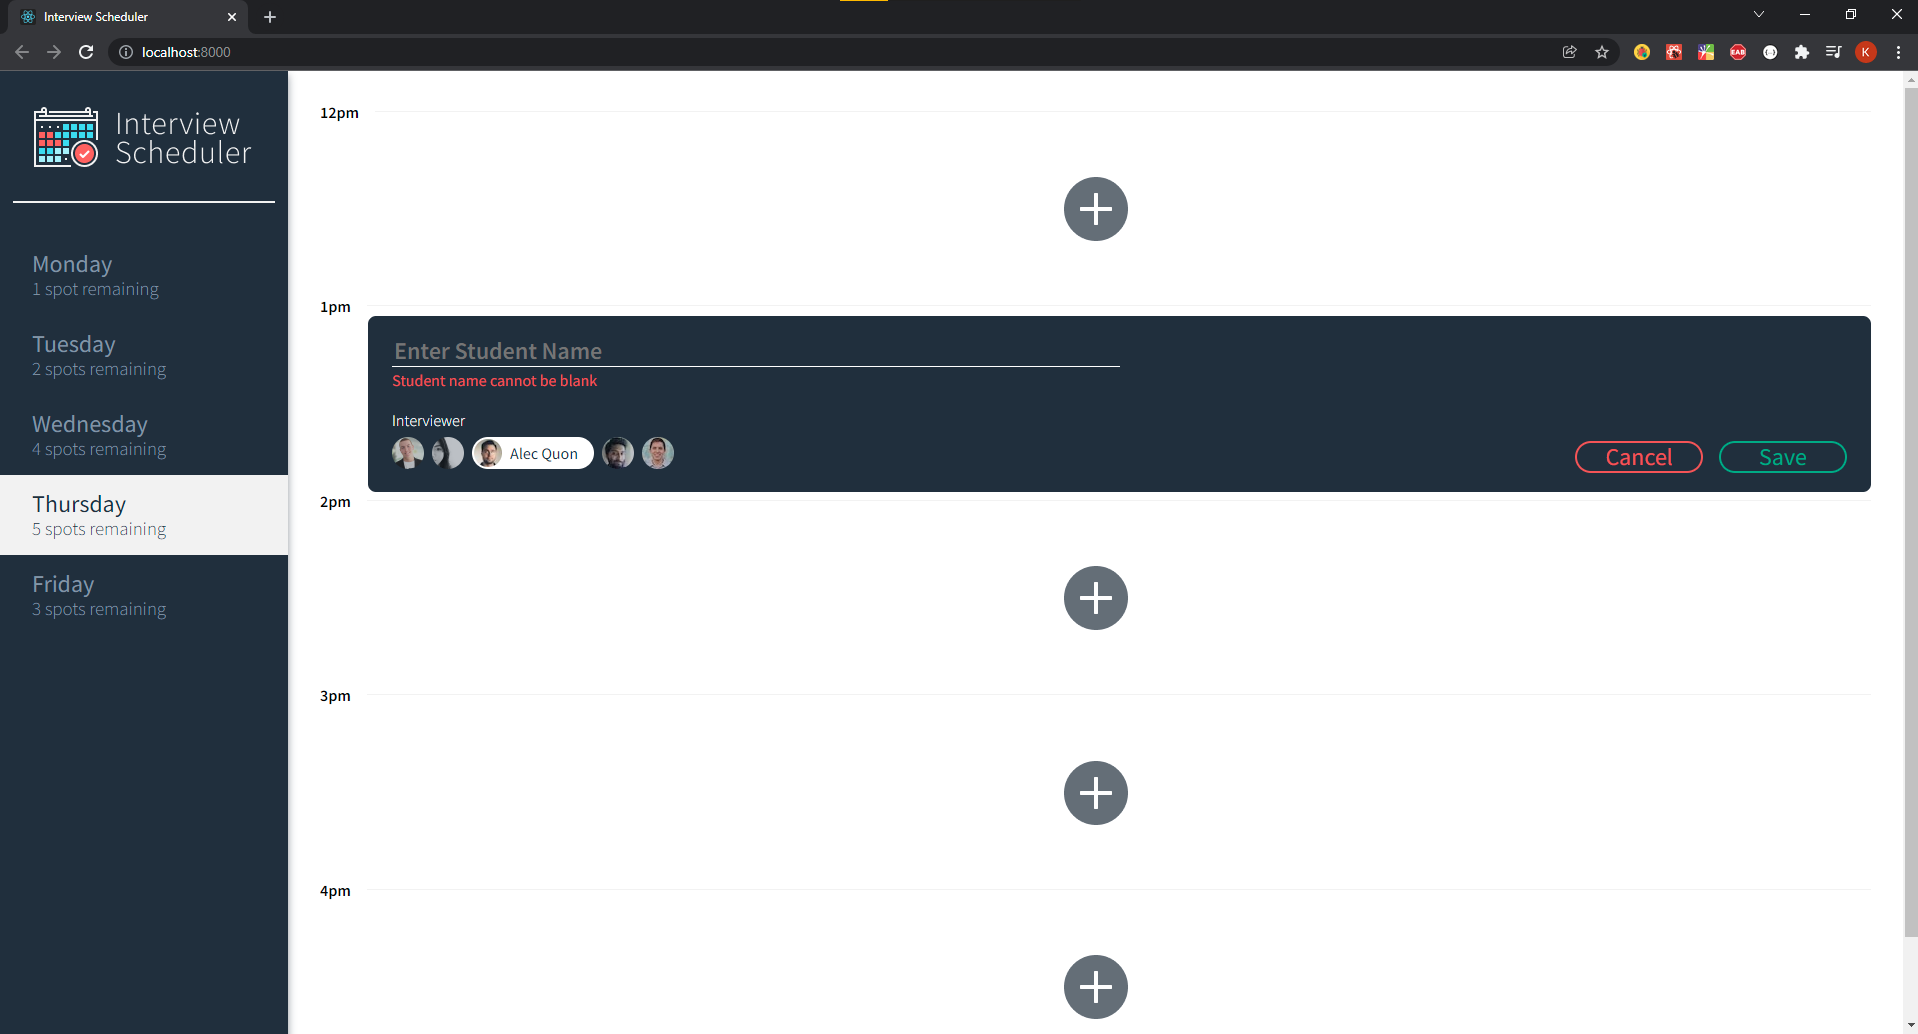 Interview Scheduler
localhost:8000
EAB
K
Interview
Scheduler
Monday
1 spot remaining
Tuesday
2 spots remaining
Wednesday
4 spots remaining
Thursday
5 spots remaining
Friday
3 spots remaining
12pm
1pm
Enter Student Name
Student name cannot be blank
Interviewer
Alec Quon
Cancel
Save
2pm
3pm
4pm